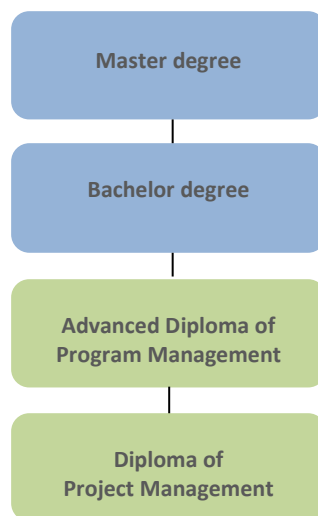 Master degree
Bachelor degree
Advanced Diploma of
Program Management
Diploma of
Project Management